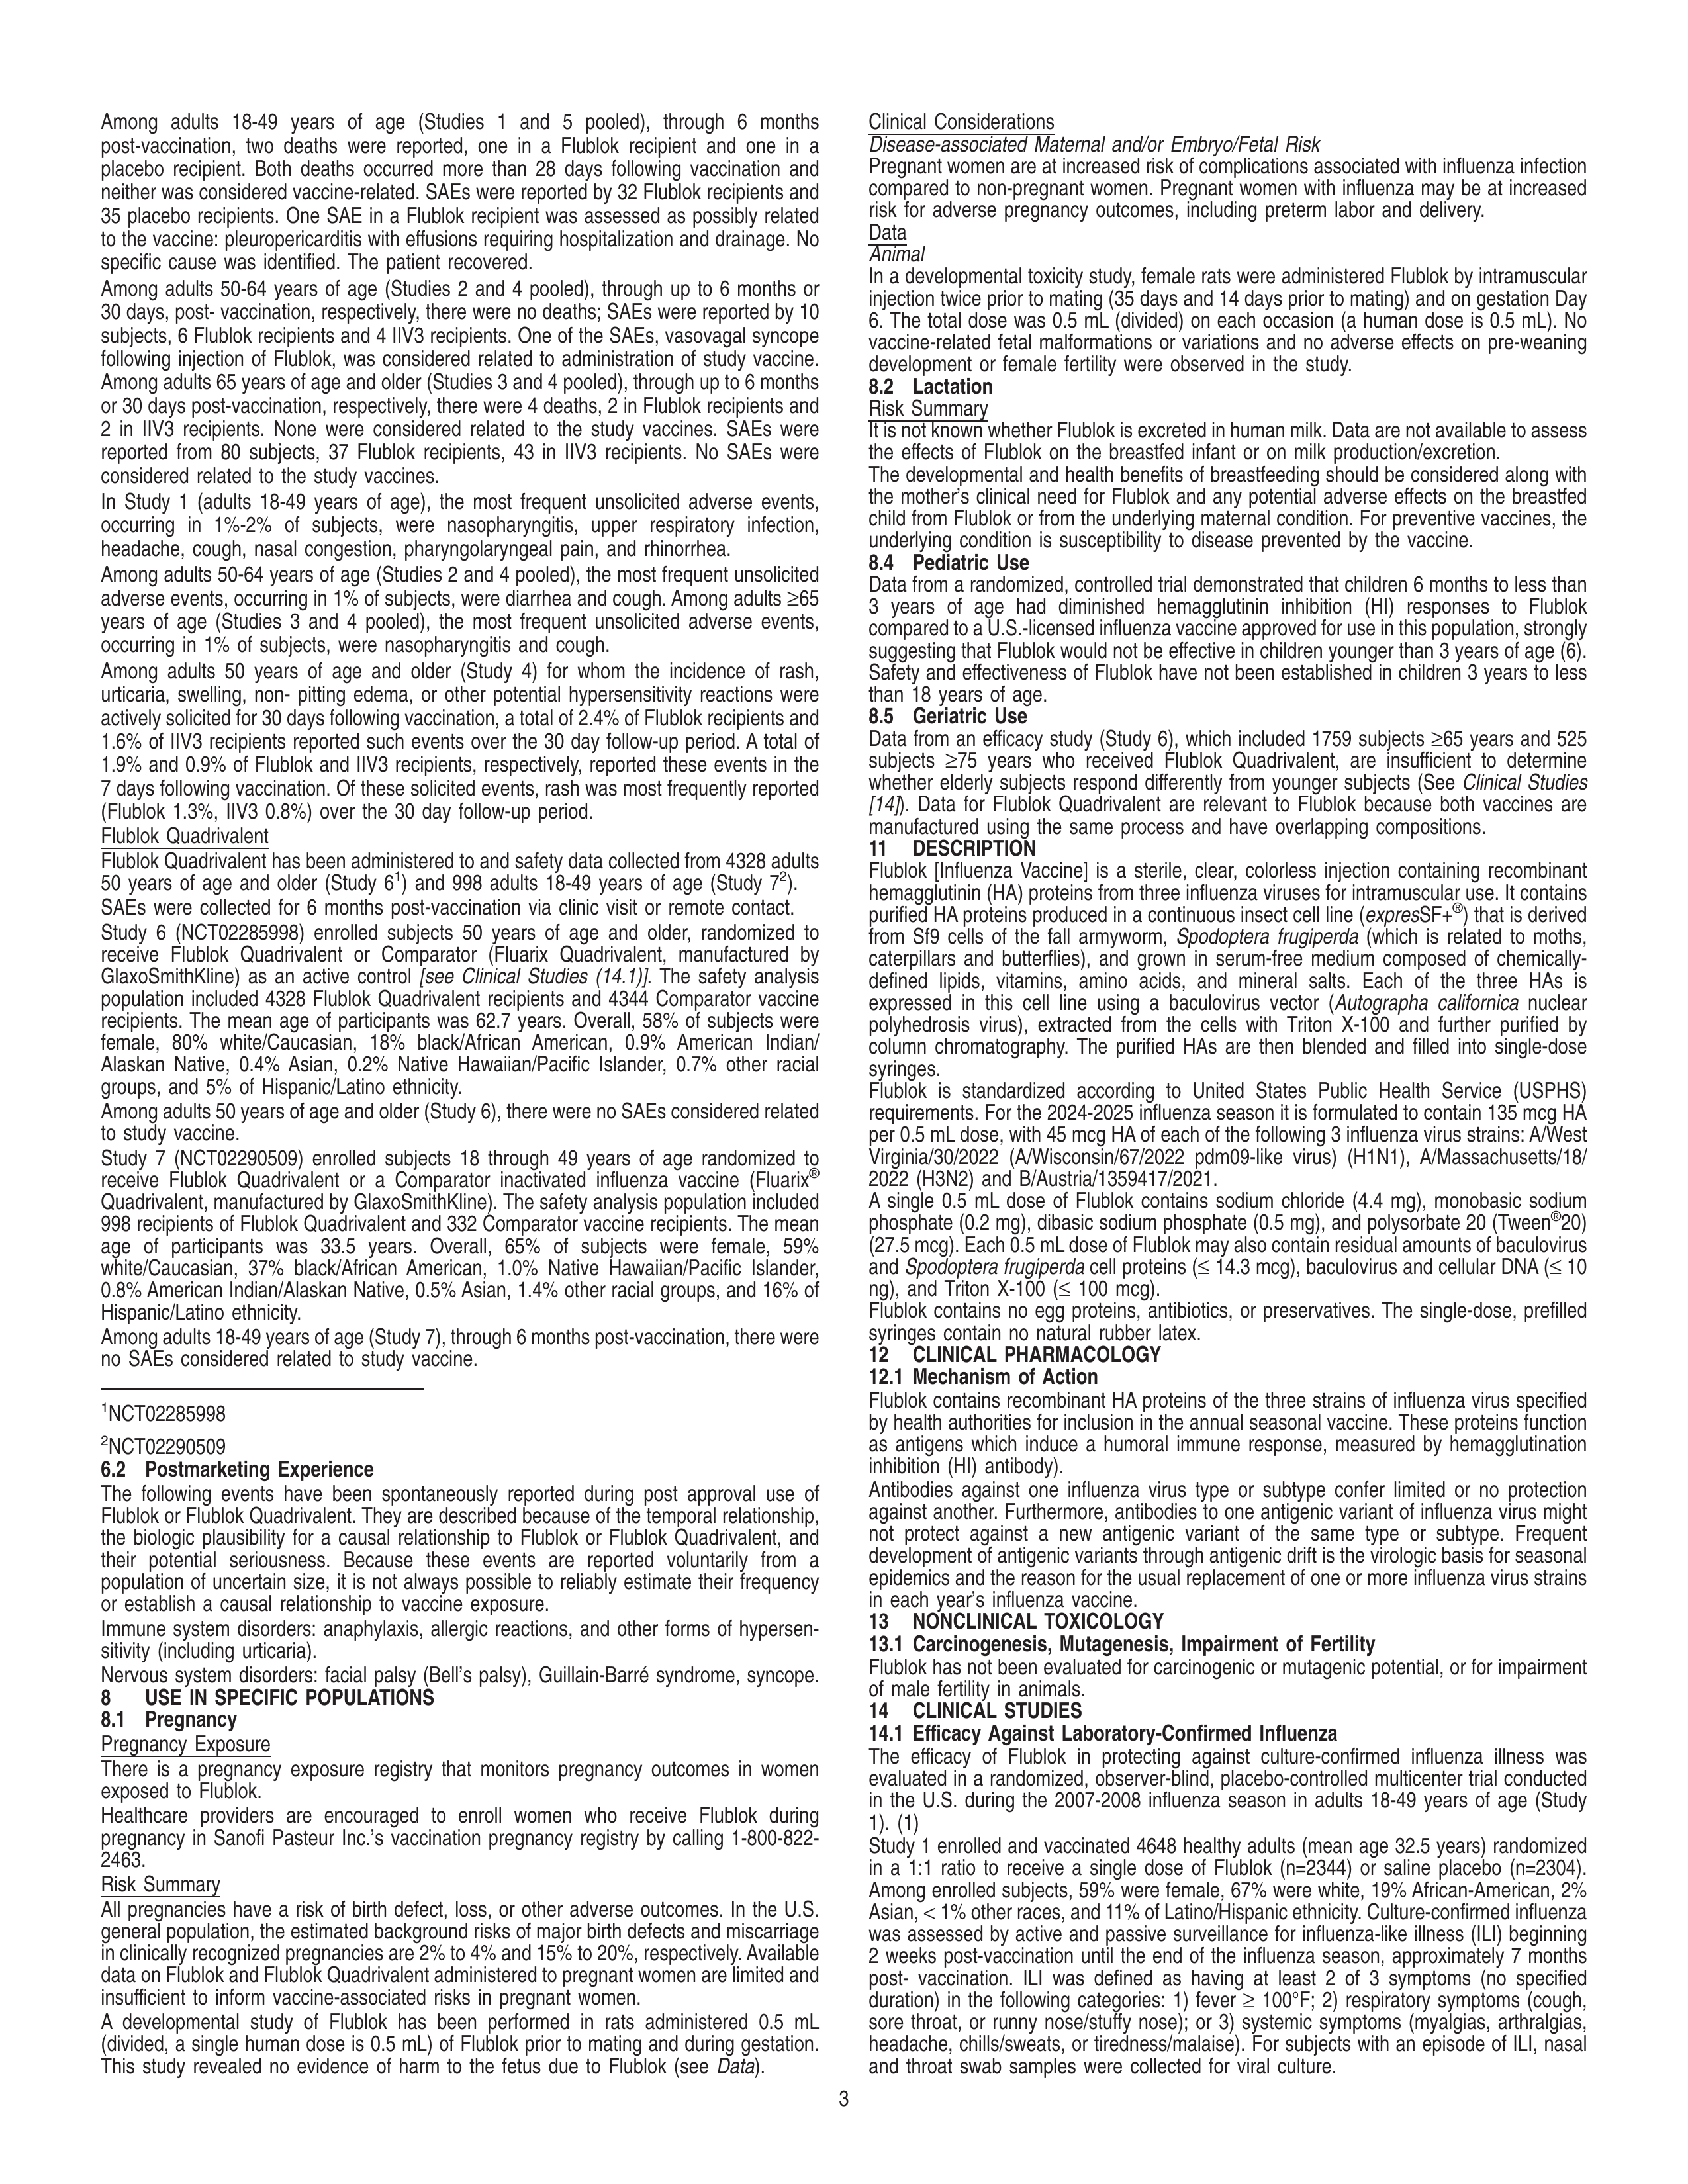 Among adults 18-49 years of age (Studies 1 and 5 pooled), through 6 months
post-vaccination, two deaths were reported, one in a Flublok recipient and one in a
placebo recipient. Both deaths occurred more than 28 days following vaccination and
neither was considered vaccine-related. SAEs were reported by 32 Flublok recipients and
35 placebo recipients. One SAE in a Flublok recipient was assessed as possibly related
to the vaccine: pleuropericarditis with effusions requiring hospitalization and drainage. No
specific cause was identified. The patient recovered.
Among adults 50-64 years of age (Studies 2 and 4 pooled), through up to 6 months or
30 days, post- vaccination, respectively, there were no deaths; SAEs were reported by 10
subjects, 6 Flublok recipients and 4 IIV3 recipients. One of the SAEs, vasovagal syncope
following injection of Flublok, was considered related to administration of study vaccine.
Among adults 65 years of age and older (Studies 3 and 4 pooled), through up to 6 months
or 30 days post-vaccination, respectively, there were 4 deaths, 2 in Flublok recipients and
2 in IIV3 recipients. None were considered related to the study vaccines. SAEs were
reported from 80 subjects, 37 Flublok recipients, 43 in IIV3 recipients. No SAEs were
considered related to the study vaccines.
In Study 1 (adults 18-49 years of age), the most frequent unsolicited adverse events,
occurring in 1%-2% of subjects, were nasopharyngitis, upper respiratory infection,
headache, cough, nasal congestion, pharyngolaryngeal pain, and rhinorrhea.
Among adults 50-64 years of age (Studies 2 and 4 pooled), the most frequent unsolicited
adverse events, occurring in 1% of subjects, were diarrhea and cough. Among adults ≥65
years of age (Studies 3 and 4 pooled), the most frequent unsolicited adverse events,
occurring in 1% of subjects, were nasopharyngitis and cough.
Among adults 50 years of age and older (Study 4) for whom the incidence of rash,
urticaria, swelling, non- pitting edema, or other potential hypersensitivity reactions were
actively solicited for 30 days following vaccination, a total of 2.4% of Flublok recipients and
1.6% of IIV3 recipients reported such events over the 30 day follow-up period. A total of
1.9% and 0.9% of Flublok and IIV3 recipients, respectively, reported these events in the
7 days following vaccination. Of these solicited events, rash was most frequently reported
(Flublok 1.3%, IIV3 0.8%) over the 30 day follow-up period.
Flublok Quadrivalent
Flublok Quadrivalent has been administered to and safety data collected from 4328 adults
50 years of age and older (Study 6¹) and 998 adults 18-49 years of age (Study 7²).
SAEs were collected for 6 months post-vaccination via clinic visit or remote contact.
Study 6 (NCT02285998) enrolled subjects 50 years of age and older, randomized to
receive Flublok Quadrivalent or Comparator (Fluarix Quadrivalent, manufactured by
GlaxoSmithKline) as an active control [see Clinical Studies (14.1)]. The safety analysis
population included 4328 Flublok Quadrivalent recipients and 4344 Comparator vaccine
recipients. The mean age of participants was 62.7 years. Overall, 58% of subjects were
female, 80% white/Caucasian, 18% black/African American, 0.9% American Indian/
Alaskan Native, 0.4% Asian, 0.2% Native Hawaiian/Pacific Islander, 0.7% other racial
groups, and 5% of Hispanic/Latino ethnicity.
Among adults 50 years of age and older (Study 6), there were no SAEs considered related
to study vaccine.
Study 7 (NCT02290509) enrolled subjects 18 through 49 years of age randomized to
receive Flublok Quadrivalent or a Comparator inactivated influenza vaccine (Fluarix®
Quadrivalent, manufactured by GlaxoSmithKline). The safety analysis population included
998 recipients of Flublok Quadrivalent and 332 Comparator vaccine recipients. The mean
age of participants was 33.5 years. Overall, 65% of subjects were female, 59%
white/Caucasian, 37% black/African American, 1.0% Native Hawaiian/Pacific Islander,
0.8% American Indian/Alaskan Native, 0.5% Asian, 1.4% other racial groups, and 16% of
Hispanic/Latino ethnicity.
Among adults 18-49 years of age (Study 7), through 6 months post-vaccination, there were
no SAEs considered related to study vaccine.
¹NCT02285998
²NCT02290509
6.2 Postmarketing Experience
The following events have been spontaneously reported during post approval use of
Flublok or Flublok Quadrivalent. They are described because of the temporal relationship,
the biologic plausibility for a causal relationship to Flublok or Flublok Quadrivalent, and
their potential seriousness. Because these events are reported voluntarily from a
population of uncertain size, it is not always possible to reliably estimate their frequency
or establish a causal relationship to vaccine exposure.
Immune system disorders: anaphylaxis, allergic reactions, and other forms of hypersen-
sitivity (including urticaria).
Nervous system disorders: facial palsy (Bell's palsy), Guillain-Barré syndrome, syncope.
8 USE IN SPECIFIC POPULATIONS
8.1 Pregnancy
Pregnancy Exposure
There is a pregnancy exposure registry that monitors pregnancy outcomes in women
exposed to Flublok.
Healthcare providers are encouraged to enroll women who receive Flublok during
pregnancy in Sanofi Pasteur Inc.'s vaccination pregnancy registry by calling 1-800-822-
2463.
Risk Summary
All pregnancies have a risk of birth defect, loss, or other adverse outcomes. In the U.S.
general population, the estimated background risks of major birth defects and miscarriage
in clinically recognized pregnancies are 2% to 4% and 15% to 20%, respectively. Available
data on Flublok and Flublok Quadrivalent administered to pregnant women are limited and
insufficient to inform vaccine-associated risks in pregnant women.
A developmental study of Flublok has been performed in rats administered 0.5 mL
(divided, a single human dose is 0.5 mL) of Flublok prior to mating and during gestation.
This study revealed no evidence of harm to the fetus due to Flublok (see Data).
Clinical Considerations
Disease-associated Maternal and/or Embryo/Fetal Risk
Pregnant women are at increased risk of complications associated with influenza infection
compared to non-pregnant women. Pregnant women with influenza may be at increased
risk for adverse pregnancy outcomes, including preterm labor and delivery.
Data
Animal
In a developmental toxicity study, female rats were administered Flublok by intramuscular
injection twice prior to mating (35 days and 14 days prior to mating) and on gestation Day
6. The total dose was 0.5 mL (divided) on each occasion (a human dose is 0.5 mL). No
vaccine-related fetal malformations or variations and no adverse effects on pre-weaning
development or female fertility were observed in the study.
8.2 Lactation
Risk Summary
It is not known whether Flublok is excreted in human milk. Data are not available to assess
the effects of Flublok on the breastfed infant or on milk production/excretion.
The developmental and health benefits of breastfeeding should be considered along with
the mother's clinical need for Flublok and any potential adverse effects on the breastfed
child from Flublok or from the underlying maternal condition. For preventive vaccines, the
underlying condition is susceptibility to disease prevented by the vaccine.
8.4 Pediatric Use
Data from a randomized, controlled trial demonstrated that children 6 months to less than
3 years of age had diminished hemagglutinin inhibition (HI) responses to Flublok
compared to a U.S.-licensed influenza vaccine approved for use in this population, strongly
suggesting that Flublok would not be effective in children younger than 3 years of age (6).
Safety and effectiveness of Flublok have not been established in children 3 years to less
than 18 years of age.
8.5 Geriatric Use
Data from an efficacy study (Study 6), which included 1759 subjects ≥65 years and 525
subjects ≥75 years who received Flublok Quadrivalent, are insufficient to determine
whether elderly subjects respond differently from younger subjects (See Clinical Studies
[14]). Data for Flublok Quadrivalent are relevant to Flublok because both vaccines are
manufactured using the same process and have overlapping compositions.
11 DESCRIPTION
Flublok [Influenza Vaccine] is a sterile, clear, colorless injection containing recombinant
hemagglutinin (HA) proteins from three influenza viruses for intramuscular use. It contains
purified HA proteins produced in a continuous insect cell line (expresSF+®) that is derived
from Sf9 cells of the fall armyworm, Spodoptera frugiperda (which is related to moths,
caterpillars and butterflies), and grown in serum-free medium composed of chemically-
defined lipids, vitamins, amino acids, and mineral salts. Each of the three HAs is
expressed in this cell line using a baculovirus vector (Autographa californica nuclear
polyhedrosis virus), extracted from the cells with Triton X-100 and further purified by
column chromatography. The purified HAs are then blended and filled into single-dose
syringes.
Flublok is standardized according to United States Public Health Service (USPHS)
requirements. For the 2024-2025 influenza season it is formulated to contain 135 mcg HA
per 0.5 mL dose, with 45 mcg HA of each of the following 3 influenza virus strains: A/West
Virginia/30/2022 (A/Wisconsin/67/2022 pdm09-like virus) (H1N1), A/Massachusetts/18/
2022 (H3N2) and B/Austria/1359417/2021.
A single 0.5 mL dose of Flublok contains sodium chloride (4.4 mg), monobasic sodium
phosphate (0.2 mg), dibasic sodium phosphate (0.5 mg), and polysorbate 20 (Tween®20)
(27.5 mcg). Each 0.5 mL dose of Flublok may also contain residual amounts of baculovirus
and Spodoptera frugiperda cell proteins (≤ 14.3 mcg), baculovirus and cellular DNA (≤ 10
ng), and Triton X-100 (≤ 100 mcg).
Flublok contains no egg proteins, antibiotics, or preservatives. The single-dose, prefilled
syringes contain no natural rubber latex.
12 CLINICAL PHARMACOLOGY
12.1 Mechanism of Action
Flublok contains recombinant HA proteins of the three strains of influenza virus specified
by health authorities for inclusion in the annual seasonal vaccine. These proteins function
as antigens which induce a humoral immune response, measured by hemagglutination
inhibition (HI) antibody).
Antibodies against one influenza virus type or subtype confer limited or no protection
against another. Furthermore, antibodies to one antigenic variant of influenza virus might
not protect against a new antigenic variant of the same type or subtype. Frequent
development of antigenic variants through antigenic drift is the virologic basis for seasonal
epidemics and the reason for the usual replacement of one or more influenza virus strains
in each year's influenza vaccine.
13 NONCLINICAL TOXICOLOGY
13.1 Carcinogenesis, Mutagenesis, Impairment of Fertility
Flublok has not been evaluated for carcinogenic or mutagenic potential, or for impairment
of male fertility in animals.
14 CLINICAL STUDIES
14.1 Efficacy Against Laboratory-Confirmed Influenza
The efficacy of Flublok in protecting against culture-confirmed influenza illness was
evaluated in a randomized, observer-blind, placebo-controlled multicenter trial conducted
in the U.S. during the 2007-2008 influenza season in adults 18-49 years of age (Study
1). (1)
Study 1 enrolled and vaccinated 4648 healthy adults (mean age 32.5 years) randomized
in a 1:1 ratio to receive a single dose of Flublok (n=2344) or saline placebo (n=2304).
Among enrolled subjects, 59% were female, 67% were white, 19% African-American, 2%
Asian, < 1% other races, and 11% of Latino/Hispanic ethnicity. Culture-confirmed influenza
was assessed by active and passive surveillance for influenza-like illness (ILI) beginning
2 weeks post-vaccination until the end of the influenza season, approximately 7 months
post- vaccination. ILI was defined as having at least 2 of 3 symptoms (no specified
duration) in the following categories: 1) fever ≥ 100°F; 2) respiratory symptoms (cough,
sore throat, or runny nose/stuffy nose); or 3) systemic symptoms (myalgias, arthralgias,
headache, chills/sweats, or tiredness/malaise). For subjects with an episode of ILI, nasal
and throat swab samples were collected for viral culture.
3